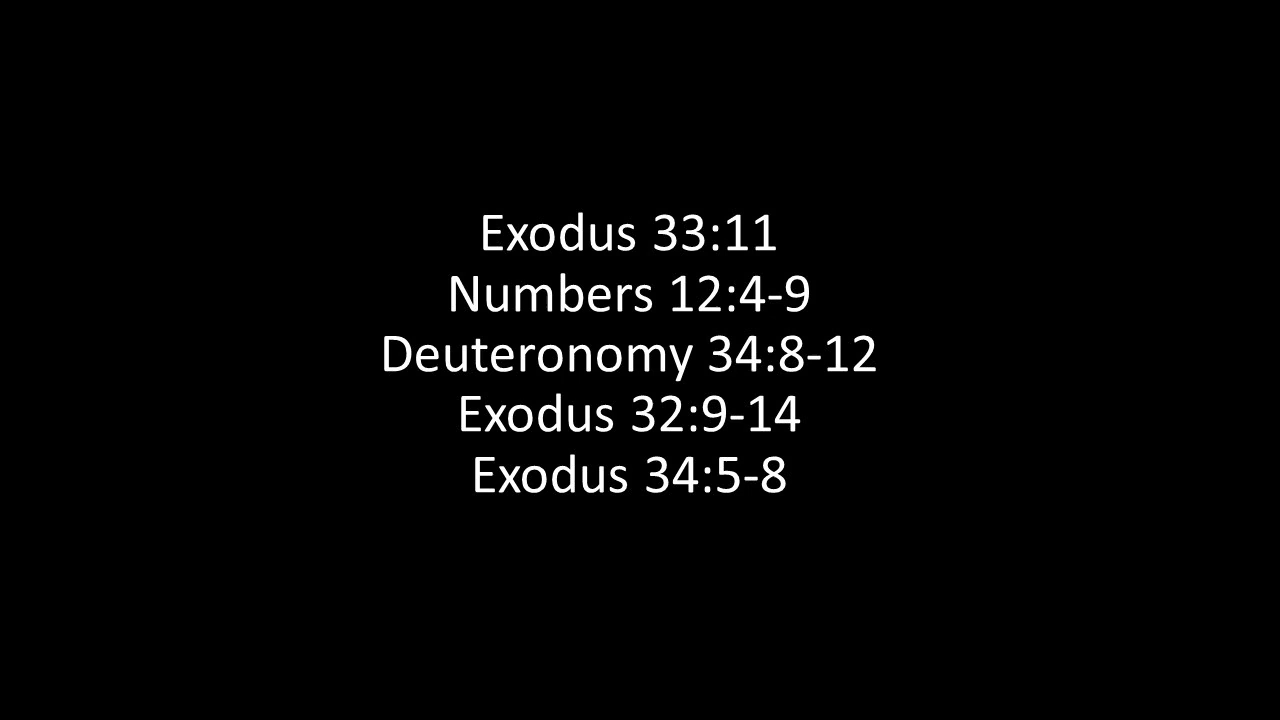 Exodus 33:11
Numbers 12:4-9
Deuteronomy 34:8-12
Exodus 32:9-14
Exodus 34:5-8